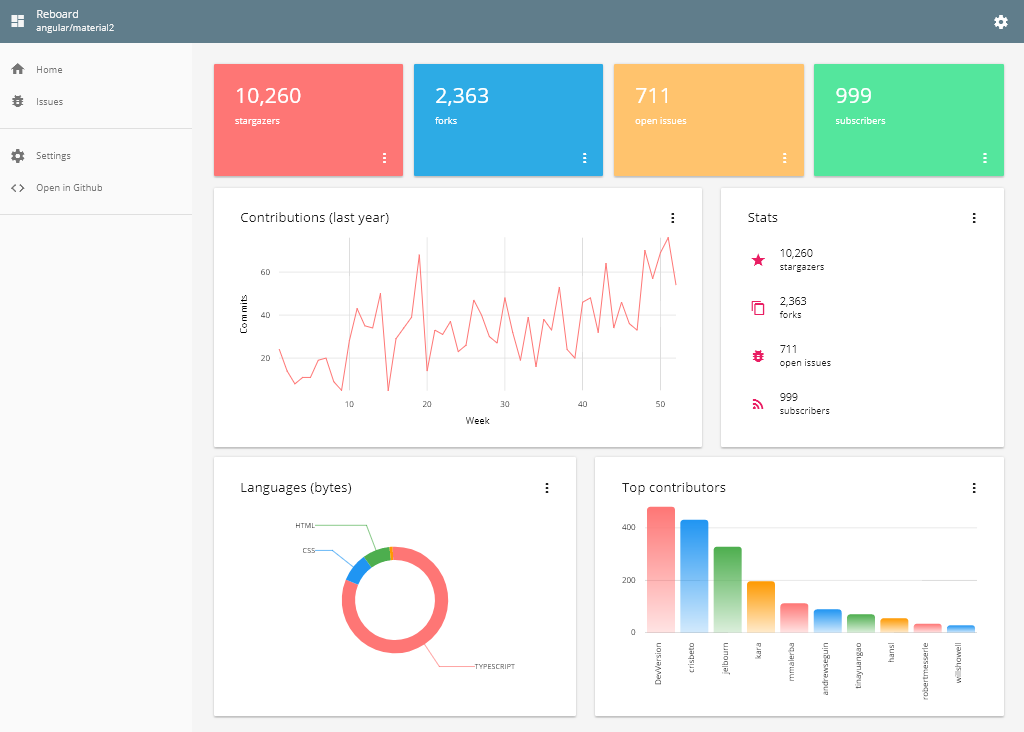 Reboard
angular/material2
Home
Issues
Settings
Open in Github
10,260
stargazers
2,363
forks
711
open issues
999
subscribers
Contributions (last year)
60
40
20
Commits
10
20
30
40
50
Week
Stats
10,260
stargazers
2,363
forks
711
open issues
999
subscribers
Languages (bytes)
HTML
CSS
TYPESCRIPT
Top contributors
400
200
0
DevVersion
crisbeto
jelbourn
kara
mmalerba
andrewseguin
tinayuangao
hansl
robertmesserle
willshowell